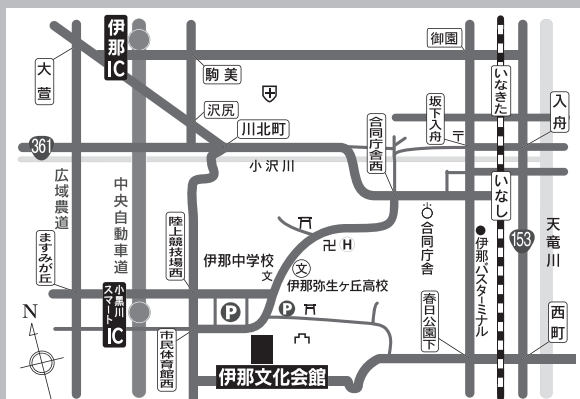 伊那IC
御園
大萱
駒美
いなきた
沢尻
坂下入舟
入舟
川北町
合同庁舎西
361
小沢川
いなし
広域農道
中央自動車道
陸上競技場西
合同庁舎
天竜川
153
ますみが丘
伊那中学校
文
文
卍
H
伊那バスターミナル
小黒川スマートIC
伊那弥生ヶ丘高校
P
P
春日公園下
西町
N
市民体育館西
伊那文化会館